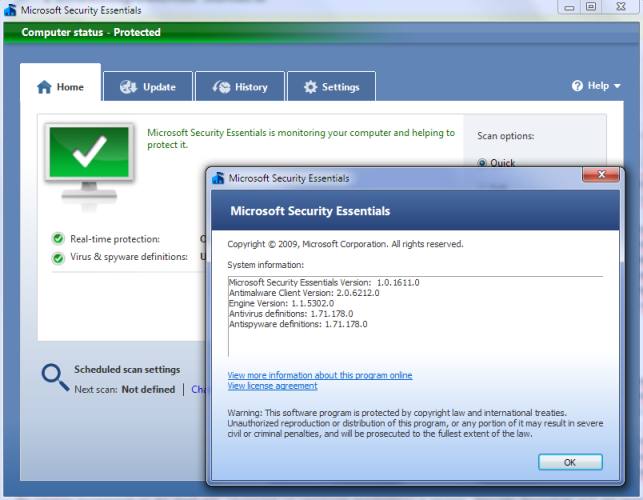 Microsoft Security Essentials
Computer status - Protected
Home
Update
History
Settings
Help
Microsoft Security Essentials is monitoring your computer and helping to
protect it.
Scan options:
Quick
Real-time protection:
Virus & spyware definitions:
Scheduled scan settings
Next scan: Not defined
Microsoft Security Essentials
Microsoft Security Essentials
Copyright © 2009, Microsoft Corporation. All rights reserved.
System information:
Microsoft Security Essentials Version: 1.0.1611.0
Antimalware Client Version: 2.0.6212.0
Engine Version: 1.1.5302.0
Antivirus definitions: 1.71.178.0
Antispyware definitions: 1.71.178.0
View more information about this program online
View license agreement
Warning: This software program is protected by copyright law and international treaties.
Unauthorized reproduction or distribution of this program, or any portion of it may result in severe
civil or criminal penalties, and will be prosecuted to the fullest extent of the law.
OK